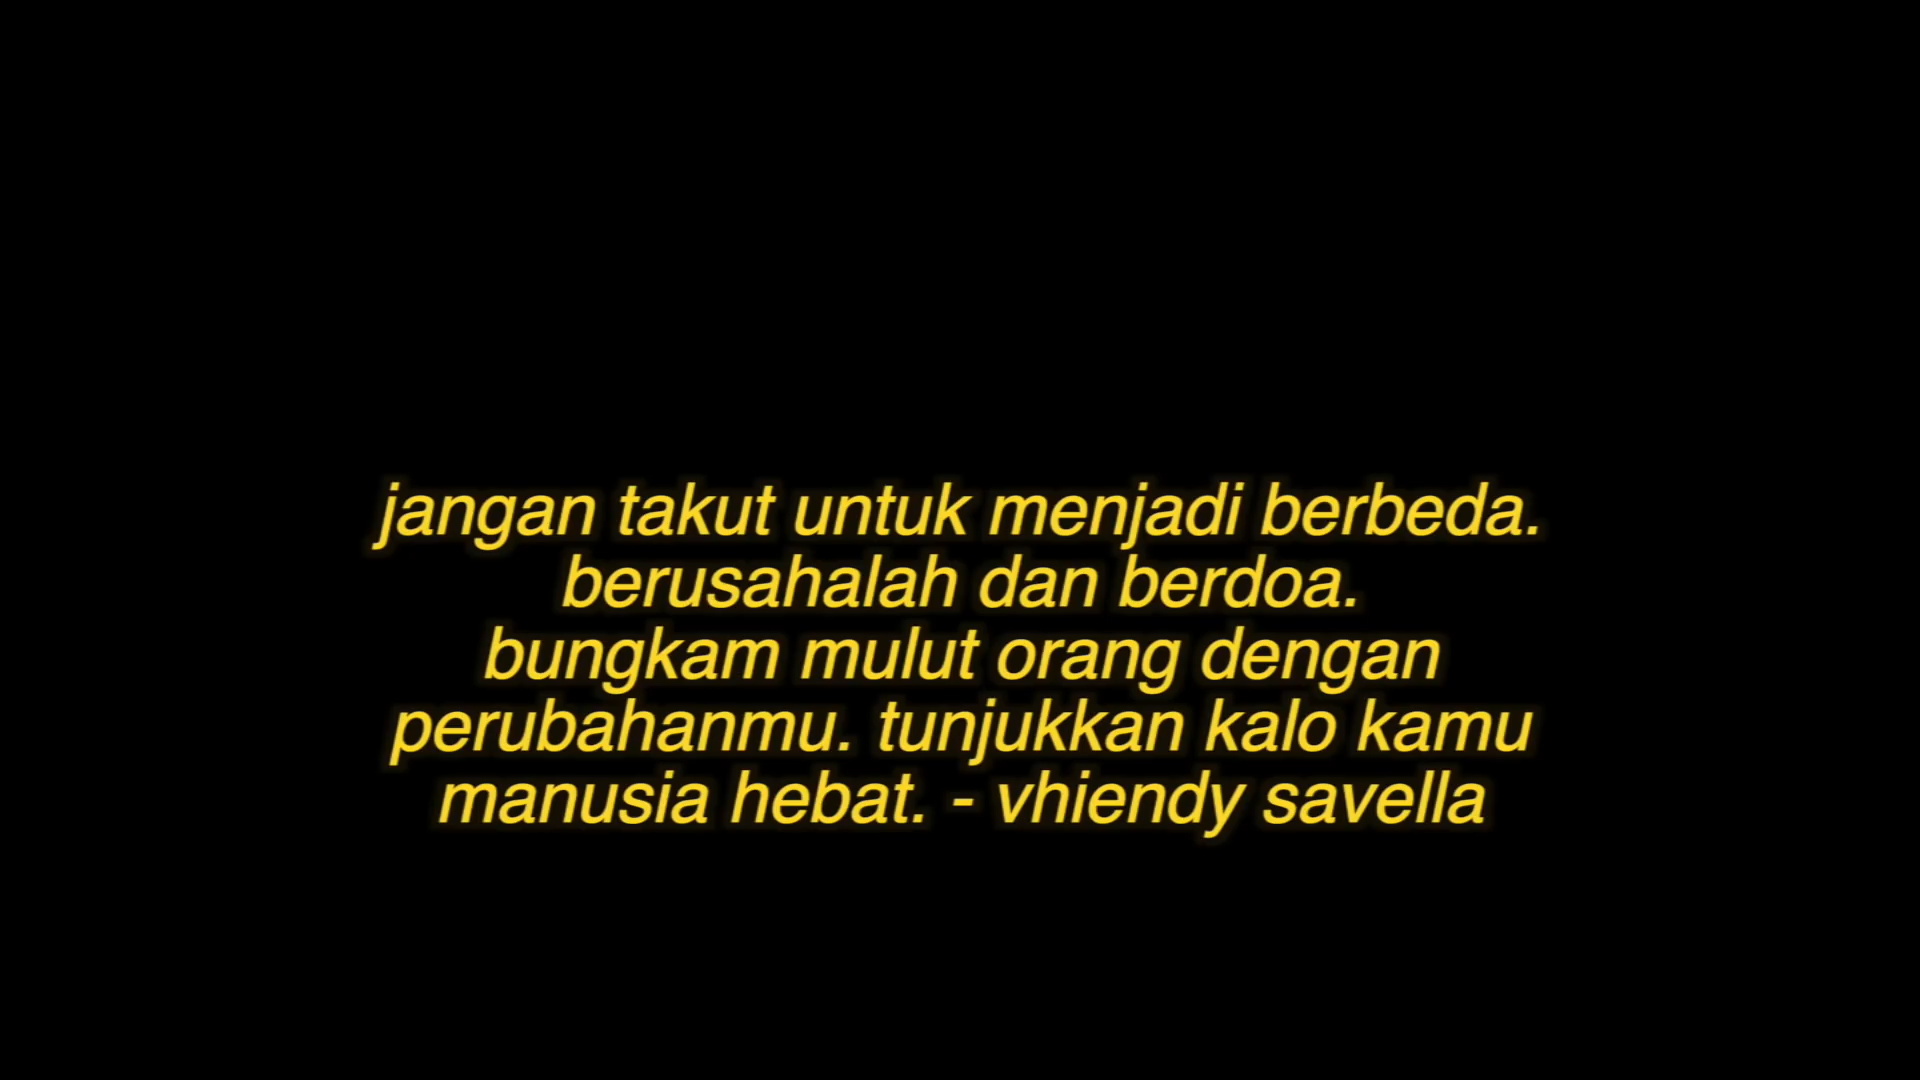 jangan takut untuk menjadi berbeda.
berusahalah dan berdoa.
bungkam mulut orang dengan
perubahanmu. tunjukkan kalo kamu
manusia hebat. - vhiendy savella